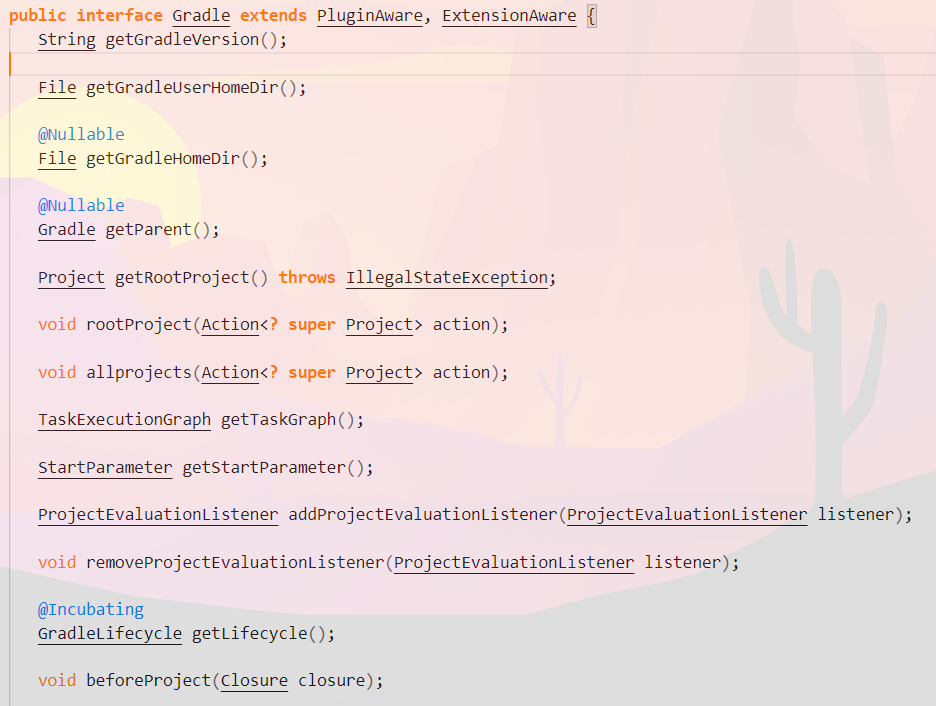 public interface Gradle extends PluginAware, ExtensionAware {
String getGradleVersion();
File getGradleUserHomeDir();
@Nullable
File getGradleHomeDir();
@Nullable
Gradle getParent();
Project getRootProject() throws IllegalStateException;
void rootProject(Action<? super Project> action);
void allprojects(Action<? super Project> action);
TaskExecutionGraph getTaskGraph();
StartParameter getStartParameter();
ProjectEvaluationListener addProjectEvaluationListener(ProjectEvaluationListener listener);
void removeProjectEvaluationListener(ProjectEvaluationListener listener);
@Incubating
GradleLifecycle getLifecycle();
void beforeProject(Closure closure);